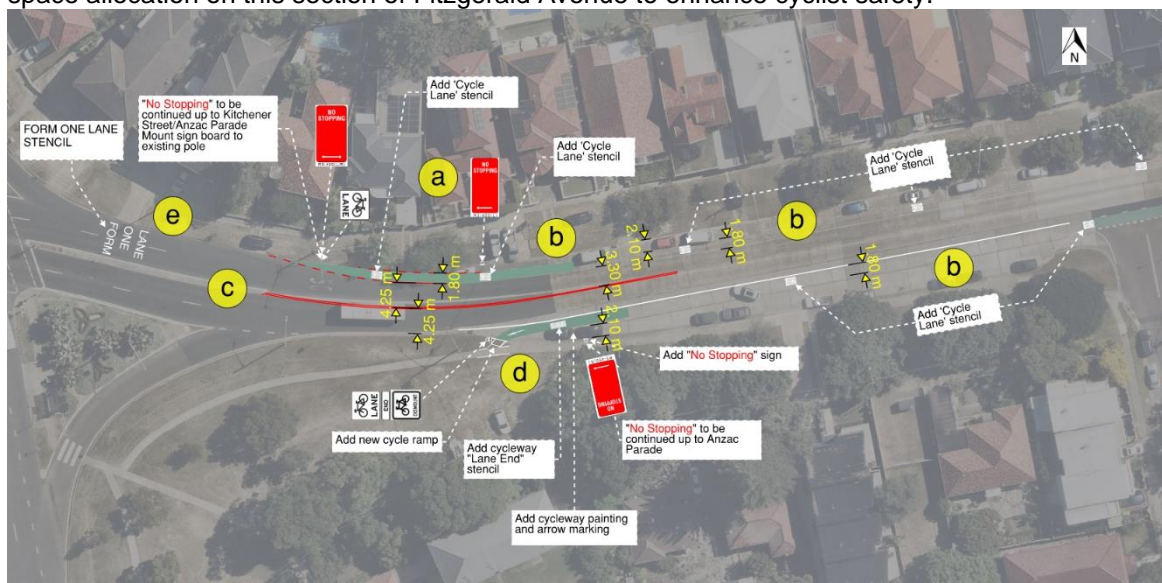 space allocation on this section of Fitzgerald Avenue to enhance cyclist safety.
N
Add 'Cycle
Lane' stencil
"No Stopping" to be
continued up to Kitchener
Street/Anzac Parade
Mount sign board to
existing pole
NO
STOPPING
FORM ONE LANE
STENCIL
Add 'Cycle
Lane' stencil
a
NO
STOPPING
Add 'Cycle
Lane' stencil
LANE
e
FORM
ONE
LANE
b
b
2.10 m
1.80 m
3.30 m
1.80 m
b
c
4.25 m
1.80 m
4.25 m
2.10 m
Add 'Cycle
Lane' stencil
d
Add "No Stopping" sign
NO
STOPPING
LANE
END
DISMOUNT
Add new cycle ramp
Add cycleway
"Lane End"
stencil
"No Stopping" to be
continued up to Anzac
Parade
Add cycleway painting
and arrow marking